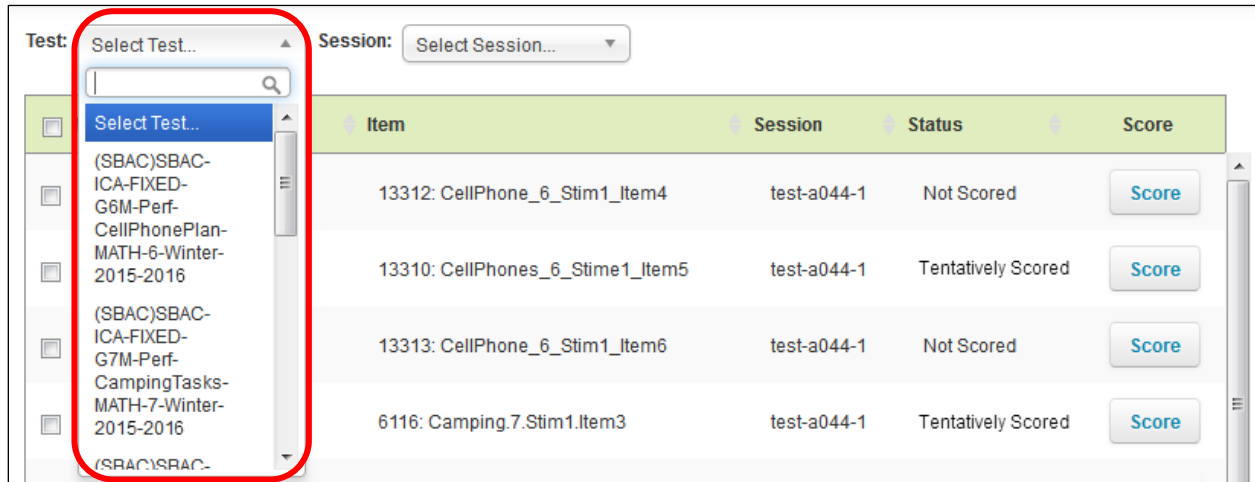 Test: Select Test... Session: Select Session...
Select Test...
Item Session Status Score
(SBAC)SBAC-
ICA-FIXED-
G6M-Perf-
CellPhonePlan-
MATH-6-Winter-
2015-2016
13312: CellPhone_6_Stim1_Item4 test-a044-1 Not Scored Score
13310: CellPhones_6_Stime1_Item5 test-a044-1 Tentatively Scored Score
(SBAC)SBAC-
ICA-FIXED-
G7M-Perf-
CampingTasks-
MATH-7-Winter-
2015-2016
13313: CellPhone_6_Stim1_Item6 test-a044-1 Not Scored Score
6116: Camping.7.Stim1.Item3 test-a044-1 Tentatively Scored Score
(SBAC)SBAC-